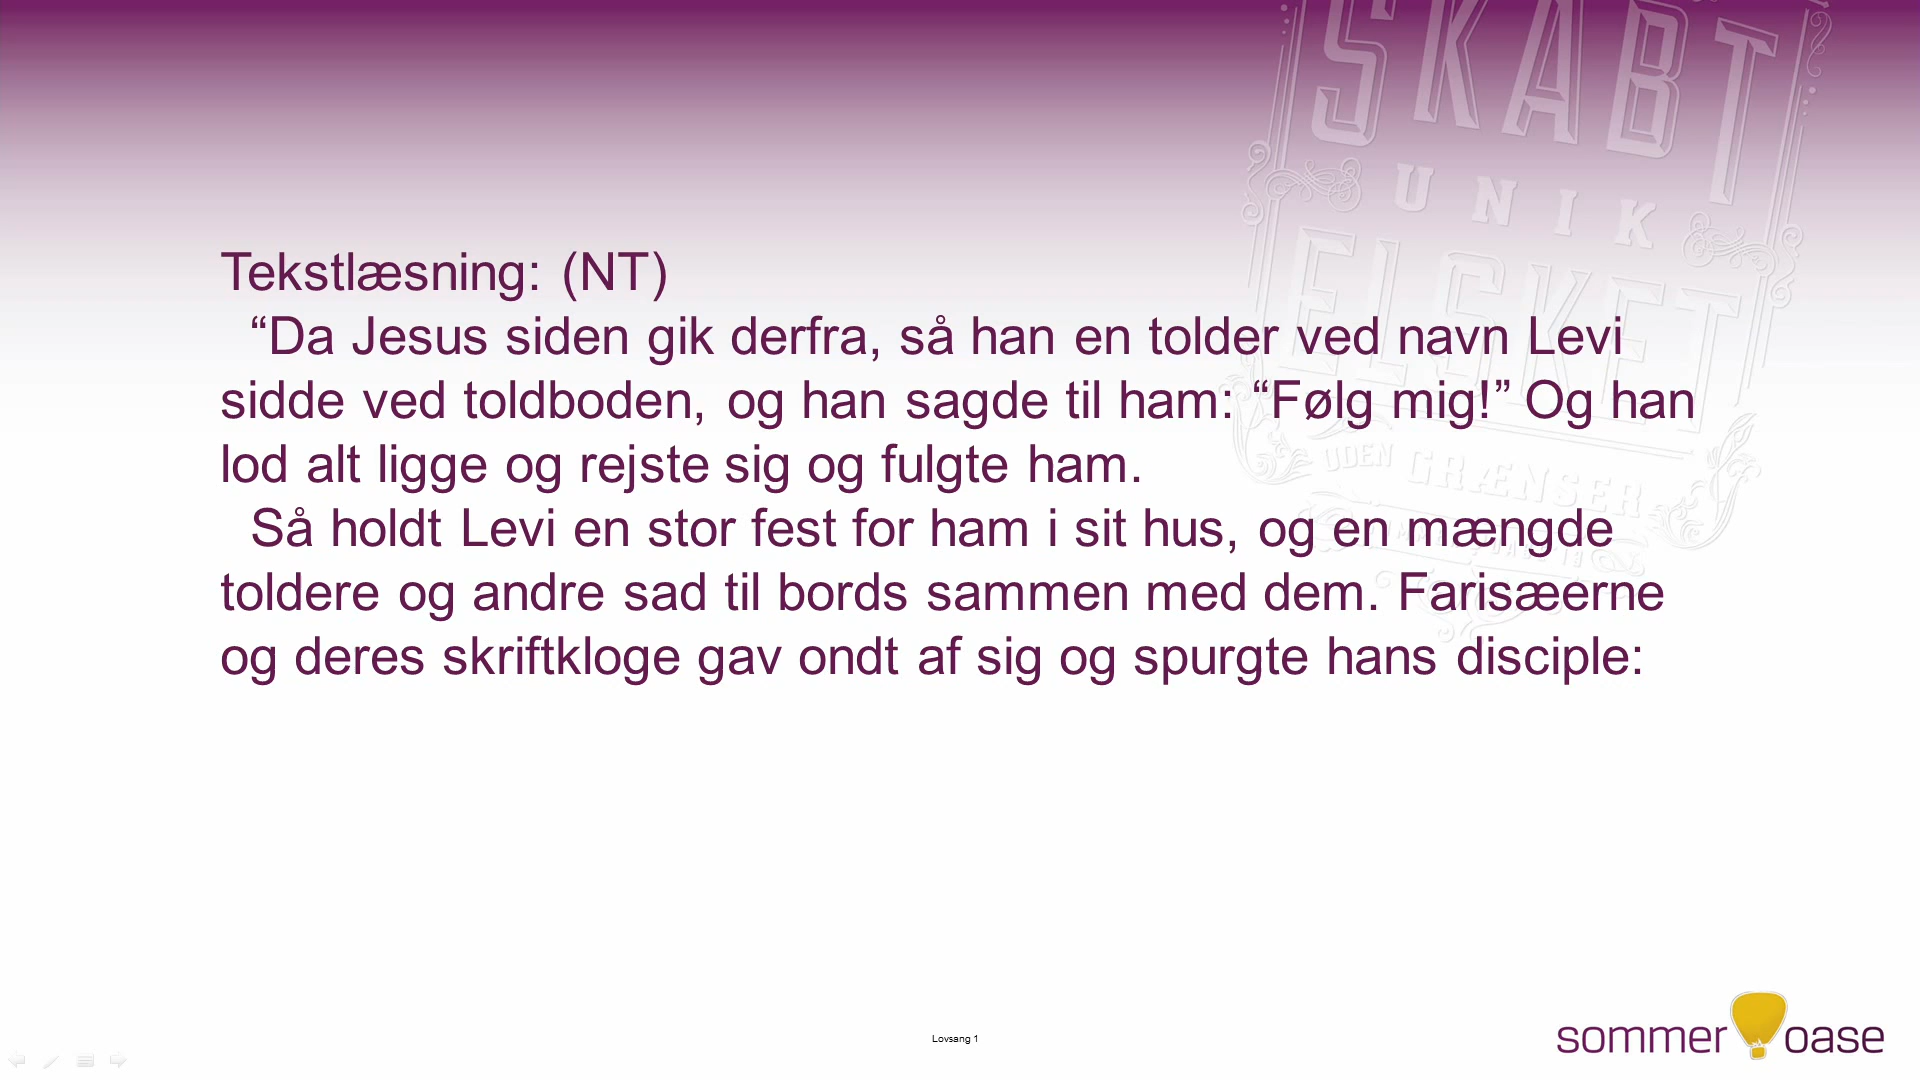 SKABT
UNIK
ELSKET
UDEN GRÆNSER
Tekstlæsning: (NT)
“Da Jesus siden gik derfra, så han en tolder ved navn Levi
sidde ved toldboden, og han sagde til ham: “Følg mig!” Og han
lod alt ligge og rejste sig og fulgte ham.
Så holdt Levi en stor fest for ham i sit hus, og en mængde
toldere og andre sad til bords sammen med dem. Farisæerne
og deres skriftkloge gav ondt af sig og spurgte hans disciple:
Lovsang 1
sommer oase